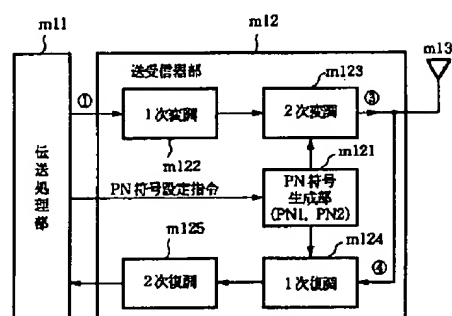 m11
m12
m13
送受信器部
m123
①
1次変調
2次変調
③
m122
m121
伝送処理部
PN符号設定指令
PN符号
生成部
(PN1, PN2)
m125
m124
2次復調
1次復調
④